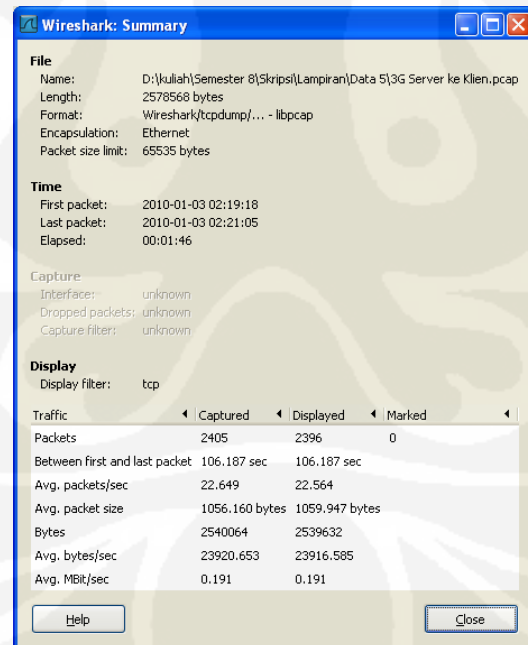 Wireshark: Summary
File
Name: D:\kuliah\Semester 8\Skripsi\Lampiran\Data 5\3G Server ke Klien.pcap
Length: 2578568 bytes
Format: Wireshark/tcpdump/... - libpcap
Encapsulation: Ethernet
Packet size limit: 65535 bytes
Time
First packet: 2010-01-03 02:19:18
Last packet: 2010-01-03 02:21:05
Elapsed: 00:01:46
Capture
Interface: unknown
Dropped packets: unknown
Capture filter: unknown
Display
Display filter: tcp
Traffic Captured Displayed Marked
Packets 2405 2396 0
Between first and last packet 106.187 sec 106.187 sec
Avg. packets/sec 22.649 22.564
Avg. packet size 1056.160 bytes 1059.947 bytes
Bytes 2540064 2539632
Avg. bytes/sec 23920.653 23916.585
Avg. MBit/sec 0.191 0.191
Help Close